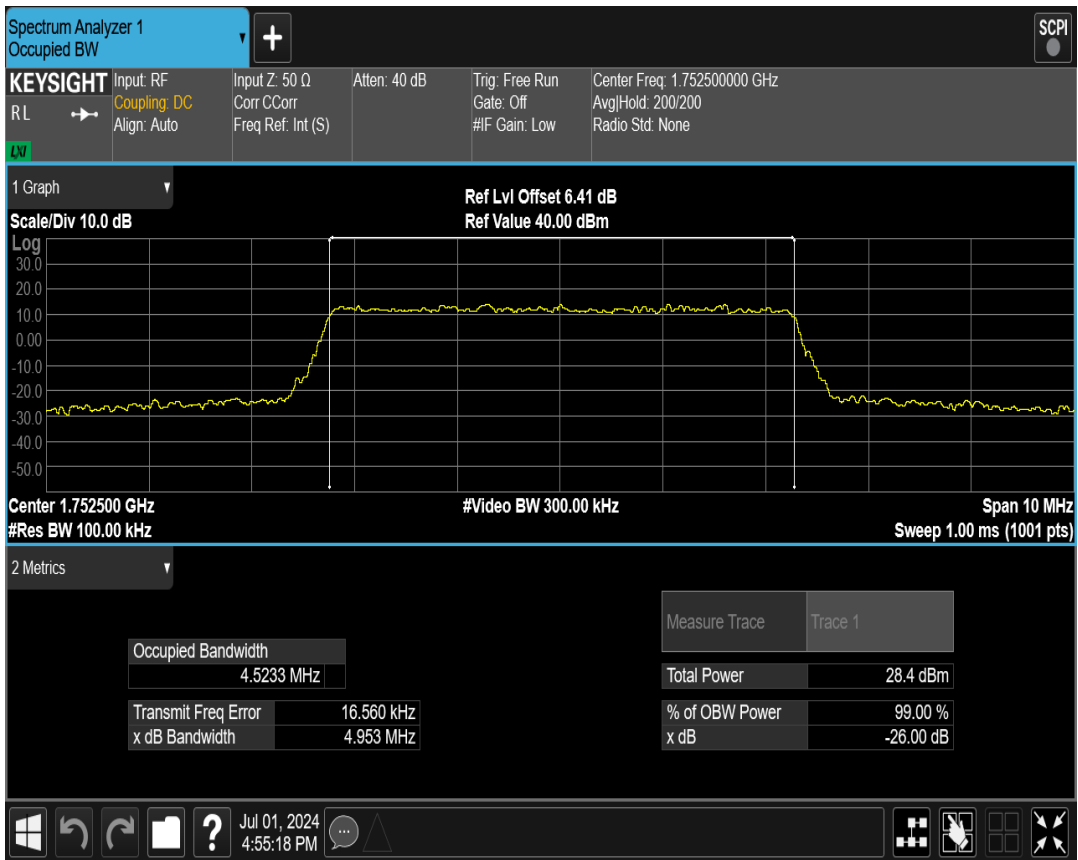 Spectrum Analyzer 1
Occupied BW
+
SCPI
KEYSIGHT
RL
LXI
Input: RF
Coupling: DC
Align: Auto
Input Z: 50 Ω
Corr CCorr
Freq Ref: Int (S)
Atten: 40 dB
Trig: Free Run
Gate: Off
#IF Gain: Low
Center Freq: 1.752500000 GHz
Avg|Hold: 200/200
Radio Std: None
1 Graph
Scale/Div 10.0 dB
Ref Lvl Offset 6.41 dB
Ref Value 40.00 dBm
Log
30.0
20.0
10.0
0.00
-10.0
-20.0
-30.0
-40.0
-50.0
Center 1.752500 GHz
#Video BW 300.00 kHz
Span 10 MHz
#Res BW 100.00 kHz
Sweep 1.00 ms (1001 pts)
2 Metrics
Measure Trace
Trace 1
Occupied Bandwidth
4.5233 MHz
Total Power
28.4 dBm
Transmit Freq Error
16.560 kHz
% of OBW Power
99.00 %
x dB Bandwidth
4.953 MHz
x dB
-26.00 dB
?
Jul 01, 2024
4:55:18 PM